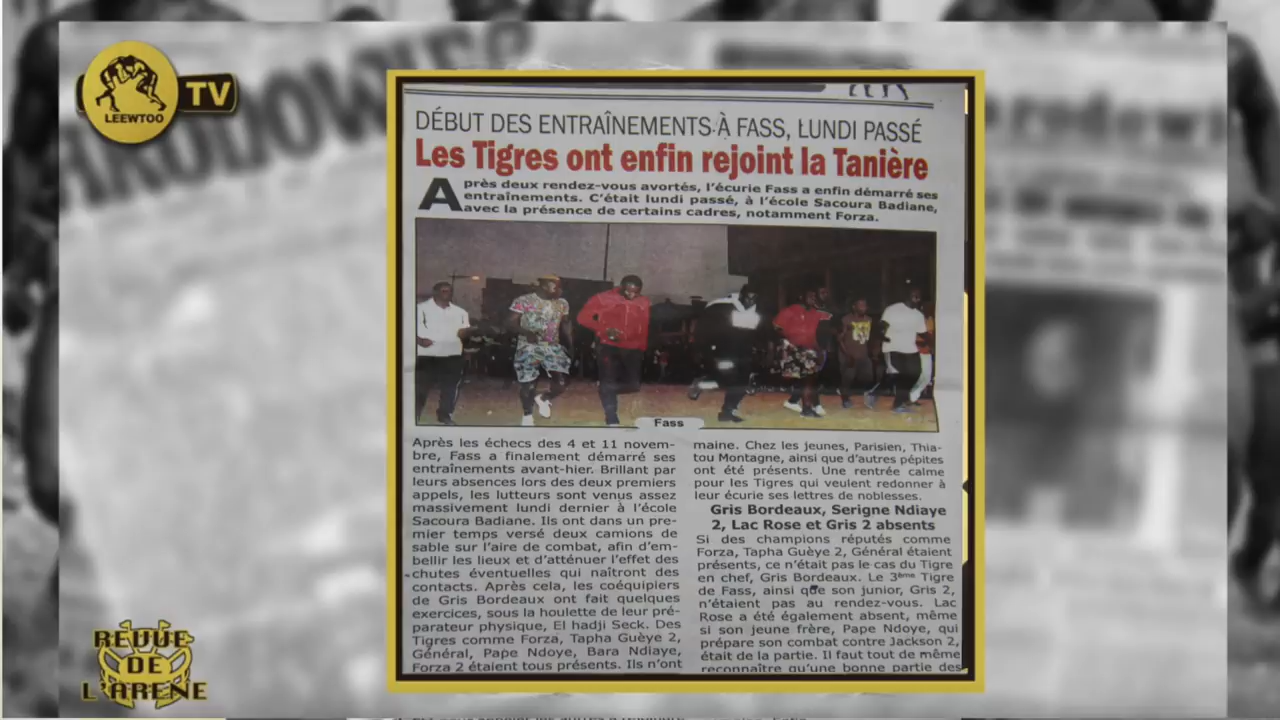 LEEWTOO
TV
DÉBUT DES ENTRAÎNEMENTS À FASS, LUNDI PASSÉ
Les Tigres ont enfin rejoint la Tanière
Après deux rendez-vous avortés, l'écurie Fass a enfin démarré ses
entraînements. C'était lundi passé, à l'école Sacoura Badiane,
avec la présence de certains cadres, notamment Forza.
Fass
Après les échecs des 4 et 11 novem-
bre, Fass a finalement démarré ses
entraînements avant-hier. Brillant par
leurs absences lors des deux premiers
appels, les lutteurs sont venus assez
massivement lundi dernier à l'école
Sacoura Badiane. Ils ont dans un pre-
mier temps versé deux camions de
sable sur l'aire de combat, afin d'em-
bellir les lieux et d'atténuer l'effet des
chutes éventuelles qui naîtront des
contacts. Après cela, les coéquipiers
de Gris Bordeaux ont fait quelques
exercices, sous la houlette de leur pré-
parateur physique, El hadji Seck. Des
Tigres comme Forza, Tapha Guèye 2,
Général, Pape Ndoye, Bara Ndiaye,
Forza 2 étaient tous présents. Ils n'ont
maine. Chez les jeunes, Parisien, Thia-
tou Montagne, ainsi que d'autres pépites
ont été présents. Une rentrée calme
pour les Tigres qui veulent redonner à
leur écurie ses lettres de noblesses.
Gris Bordeaux, Serigne Ndiaye
2, Lac Rose et Gris 2 absents
Si des champions réputés comme
Forza, Tapha Guèye 2, Général étaient
présents, ce n'était pas le cas du Tigre
en chef, Gris Bordeaux. Le 3ème Tigre
de Fass, ainsi que son junior, Gris 2,
n'étaient pas au rendez-vous. Lac
Rose a été également absent, même
si son jeune frère, Pape Ndoye, qui
prépare son combat contre Jackson 2,
était de la partie. Il faut tout de même
reconnaître qu'une bonne partie des
REVUE
DE
L'ARENE